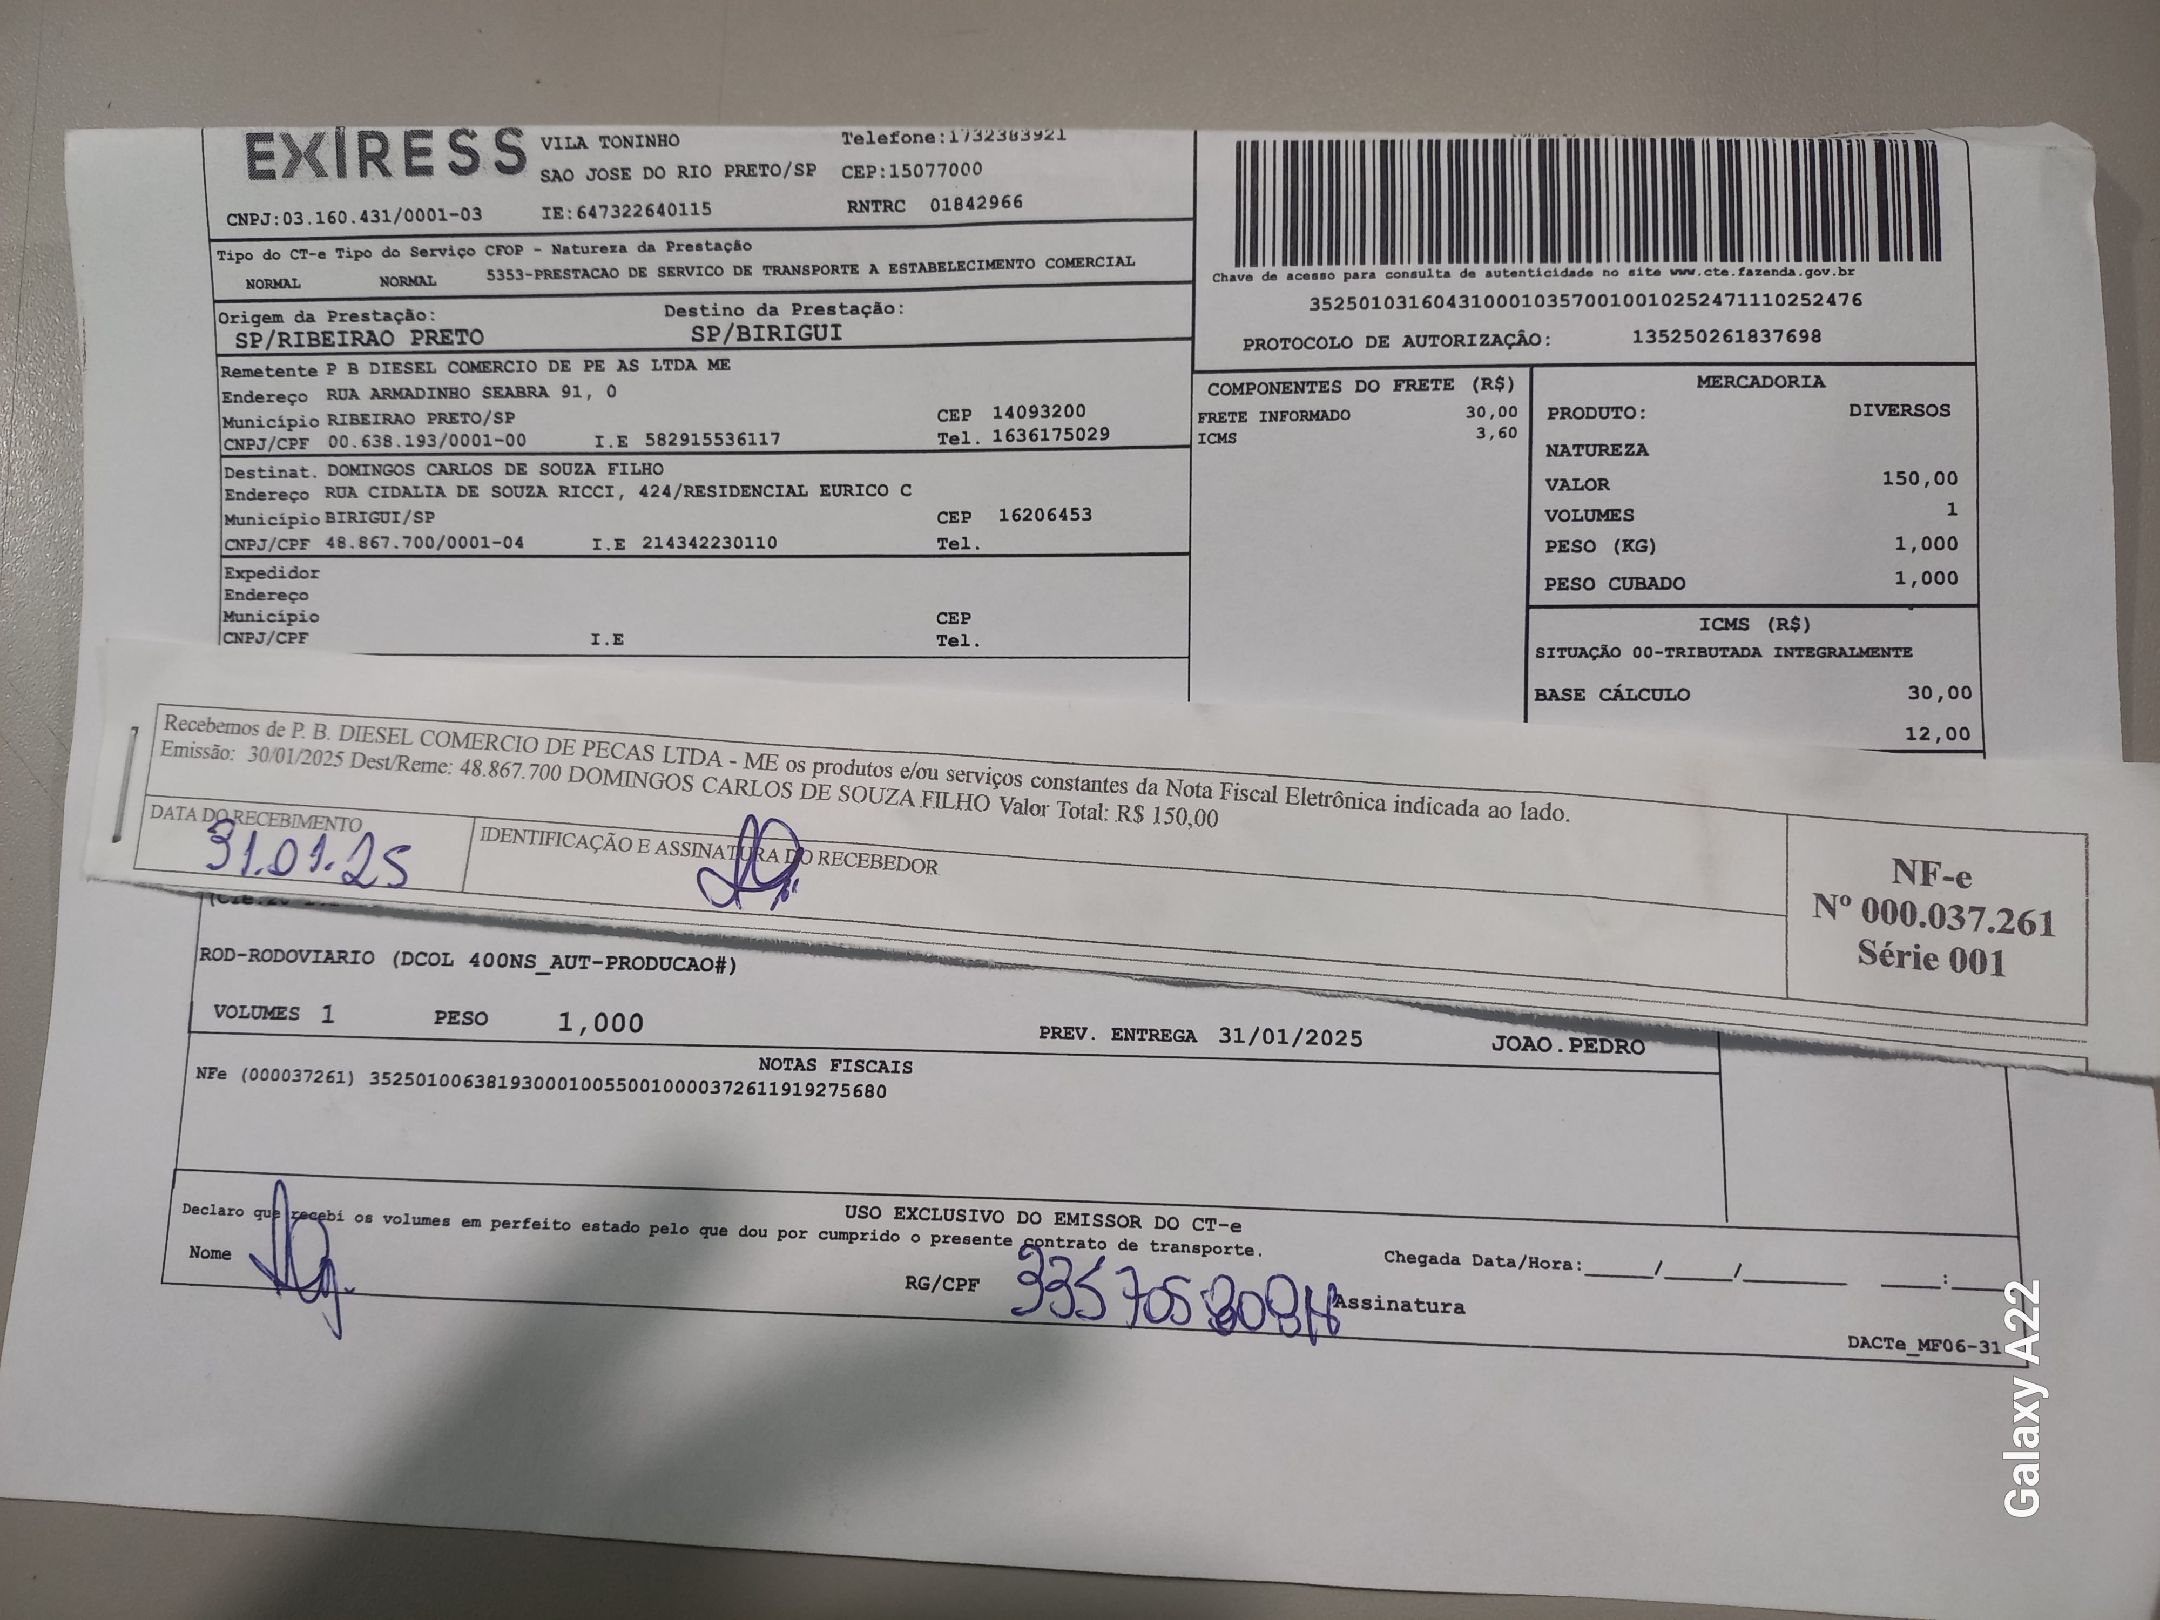 EXIRESS
VILA TONINHO Telefone:1732383921
SAO JOSE DO RIO PRETO/SP CEP:15077000
CNPJ:03.160.431/0001-03 IE:647322640115 RNTRC 01842966
Tipo do CT-e Tipo do Serviço CFOP - Natureza da Prestação
NORMAL NORMAL 5353-PRESTACAO DE SERVICO DE TRANSPORTE A ESTABELECIMENTO COMERCIAL
Origem da Prestação: Destino da Prestação:
SP/RIBEIRAO PRETO SP/BIRIGUI
Remetente P B DIESEL COMERCIO DE PE AS LTDA ME
Endereço RUA ARMADINHO SEABRA 91, 0
Município RIBEIRAO PRETO/SP CEP 14093200
CNPJ/CPF 00.638.193/0001-00 I.E 582915536117 Tel. 1636175029
Destinat. DOMINGOS CARLOS DE SOUZA FILHO
Endereço RUA CIDALIA DE SOUZA RICCI, 424/RESIDENCIAL EURICO C
Município BIRIGUI/SP CEP 16206453
CNPJ/CPF 48.867.700/0001-04 I.E 214342230110 Tel.
Expedidor
Endereço
Município CEP
CNPJ/CPF I.E Tel.
Chave de acesso para consulta de autenticidade no site www.cte.fazenda.gov.br
35250103160431000103570010010252471110252476
PROTOCOLO DE AUTORIZAÇÂO: 135250261837698
COMPONENTES DO FRETE (R$)
FRETE INFORMADO 30,00
ICMS 3,60
MERCADORIA
PRODUTO: DIVERSOS
NATUREZA
VALOR 150,00
VOLUMES 1
PESO (KG) 1,000
PESO CUBADO 1,000
ICMS (R$)
SITUAÇÃO 00-TRIBUTADA INTEGRALMENTE
BASE CÁLCULO 30,00
12,00
Recebemos de P. B. DIESEL COMERCIO DE PECAS LTDA - ME os produtos e/ou serviços constantes da Nota Fiscal Eletrônica indicada ao lado.
Emissão: 30/01/2025 Dest/Reme: 48.867.700 DOMINGOS CARLOS DE SOUZA FILHO Valor Total: R$ 150,00
DATA DO RECEBIMENTO IDENTIFICAÇÃO E ASSINATURA DO RECEBEDOR
31.01.25
NF-e
Nº 000.037.261
Série 001
ROD-RODOVIARIO (DCOL 400NS_AUT-PRODUCAO#)
VOLUMES 1 PESO 1,000 PREV. ENTREGA 31/01/2025 JOAO.PEDRO
NOTAS FISCAIS
NFe (000037261) 35250100638193000100550010000372611919275680
USO EXCLUSIVO DO EMISSOR DO CT-e
Declaro que recebi os volumes em perfeito estado pelo que dou por cumprido o presente contrato de transporte.
Nome RG/CPF Assinatura
Chegada Data/Hora:_____/_____/________ _____:_____
DACTe_MF06-31
Galaxy A22